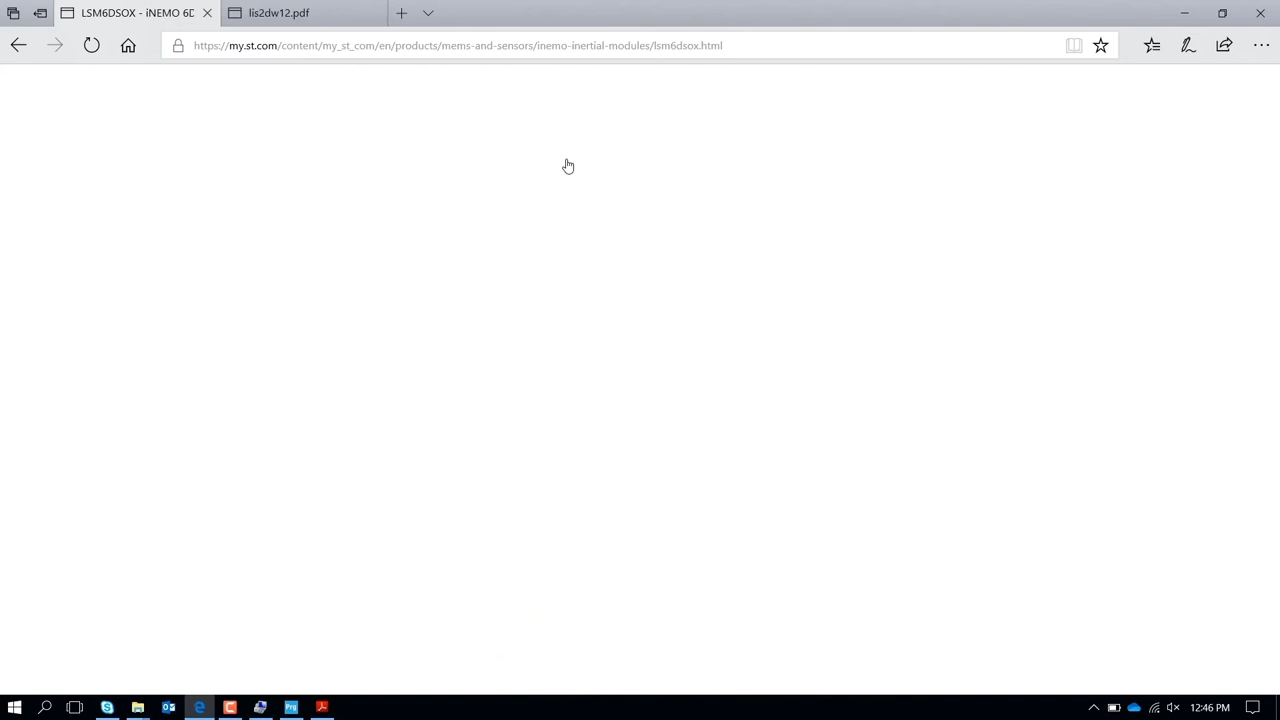 LSM6DSOX - iNEMO 6D
lis2dw12.pdf
https://my.st.com/content/my_st_com/en/products/mems-and-sensors/inemo-inertial-modules/lsm6dsox.html
Prg
12:46 PM